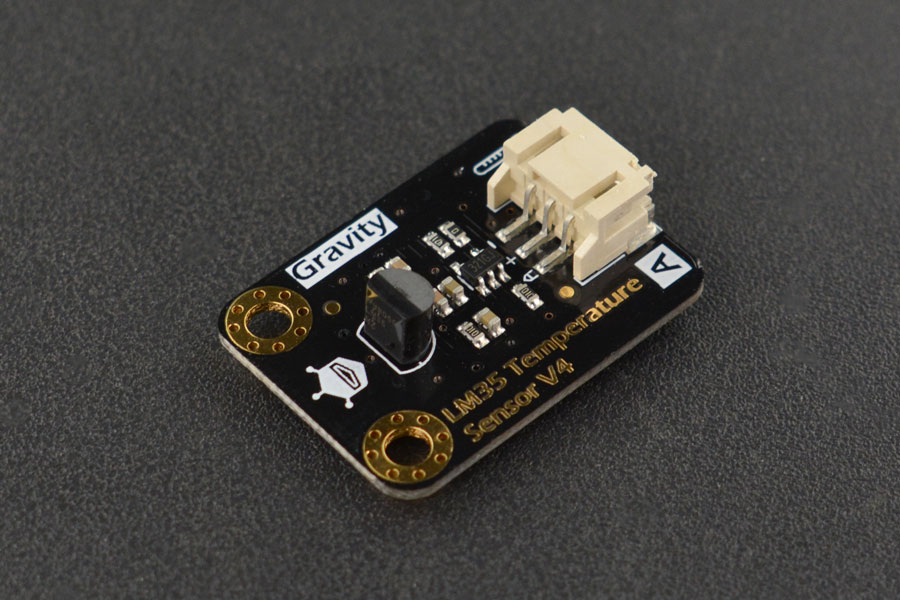 Gravity
A
LM35 Temperature
Sensor V4
+
A